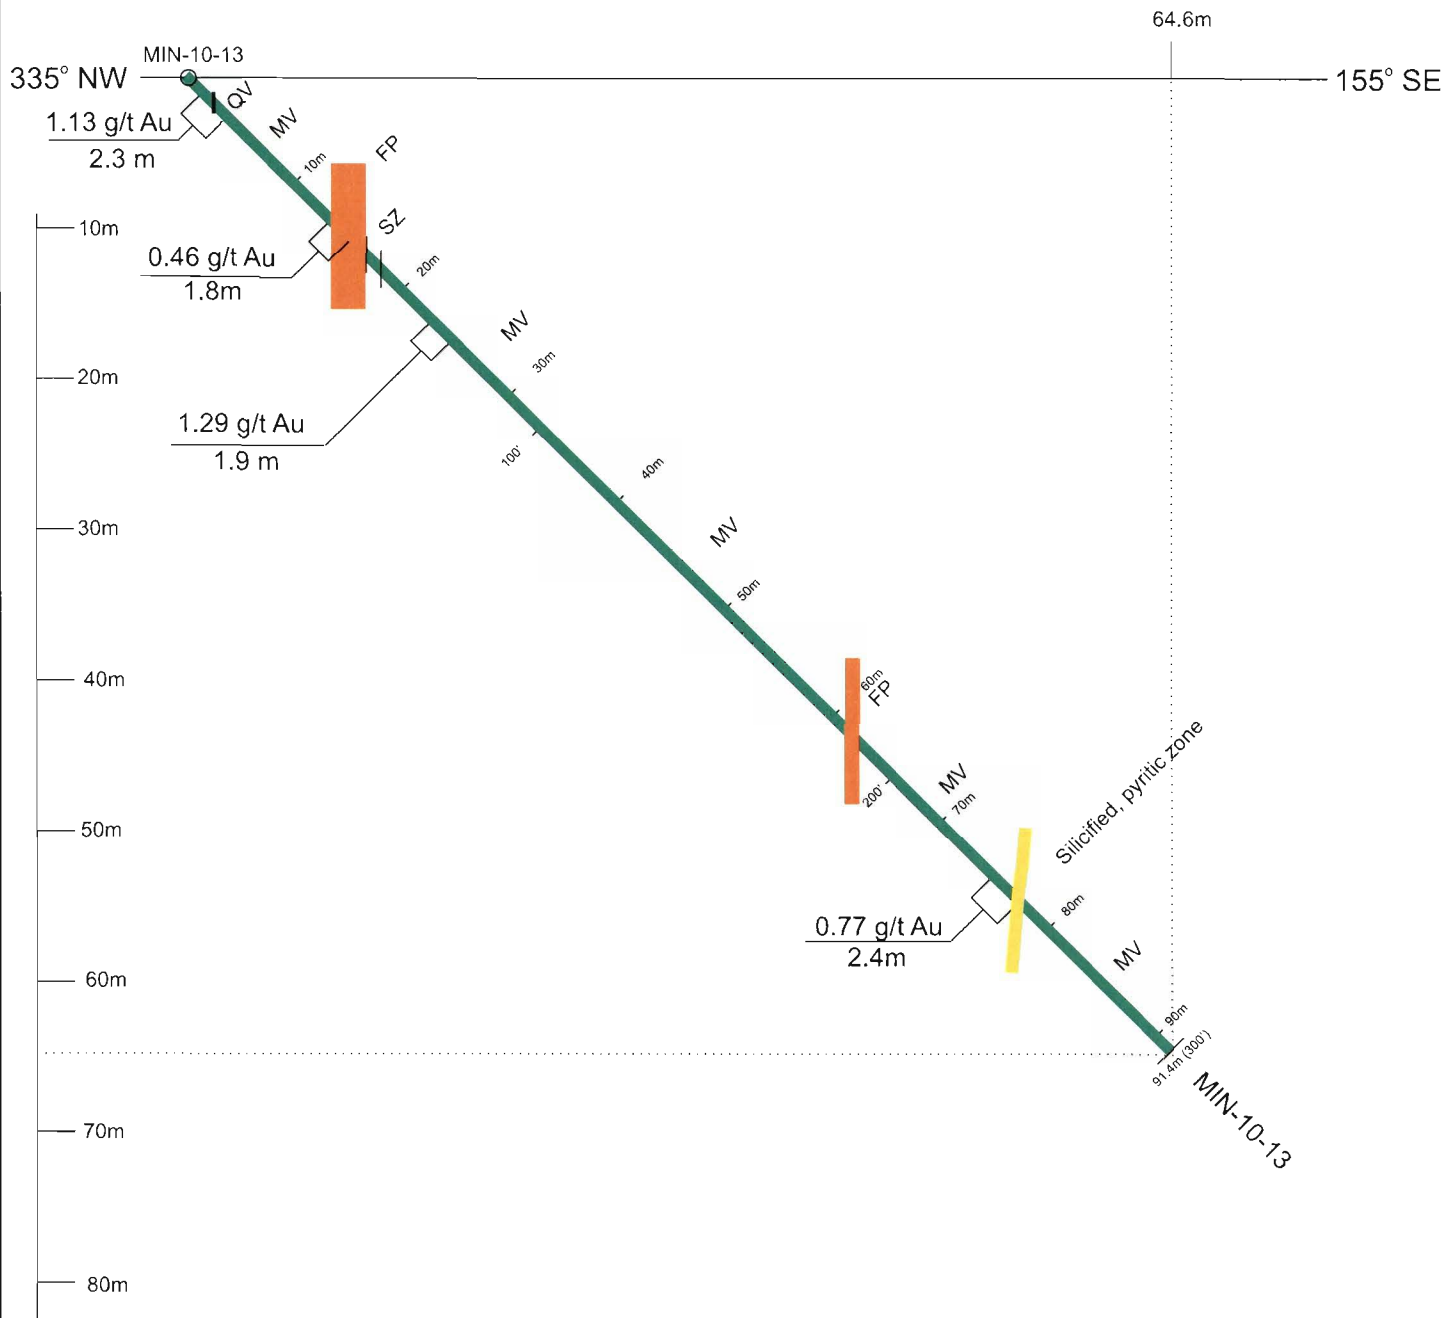 64.6m
MIN-10-13
335° NW
155° SE
QV
1.13 g/t Au
2.3 m
MV
FP
10m
SZ
10m
0.46 g/t Au
1.8m
20m
MV
30m
20m
1.29 g/t Au
1.9 m
100'
40m
30m
MV
50m
40m
60m
FP
200'
MV
70m
Silicified, pyritic zone
50m
80m
0.77 g/t Au
2.4m
MV
60m
90m
91.4m (300')
MIN-10-13
70m
80m